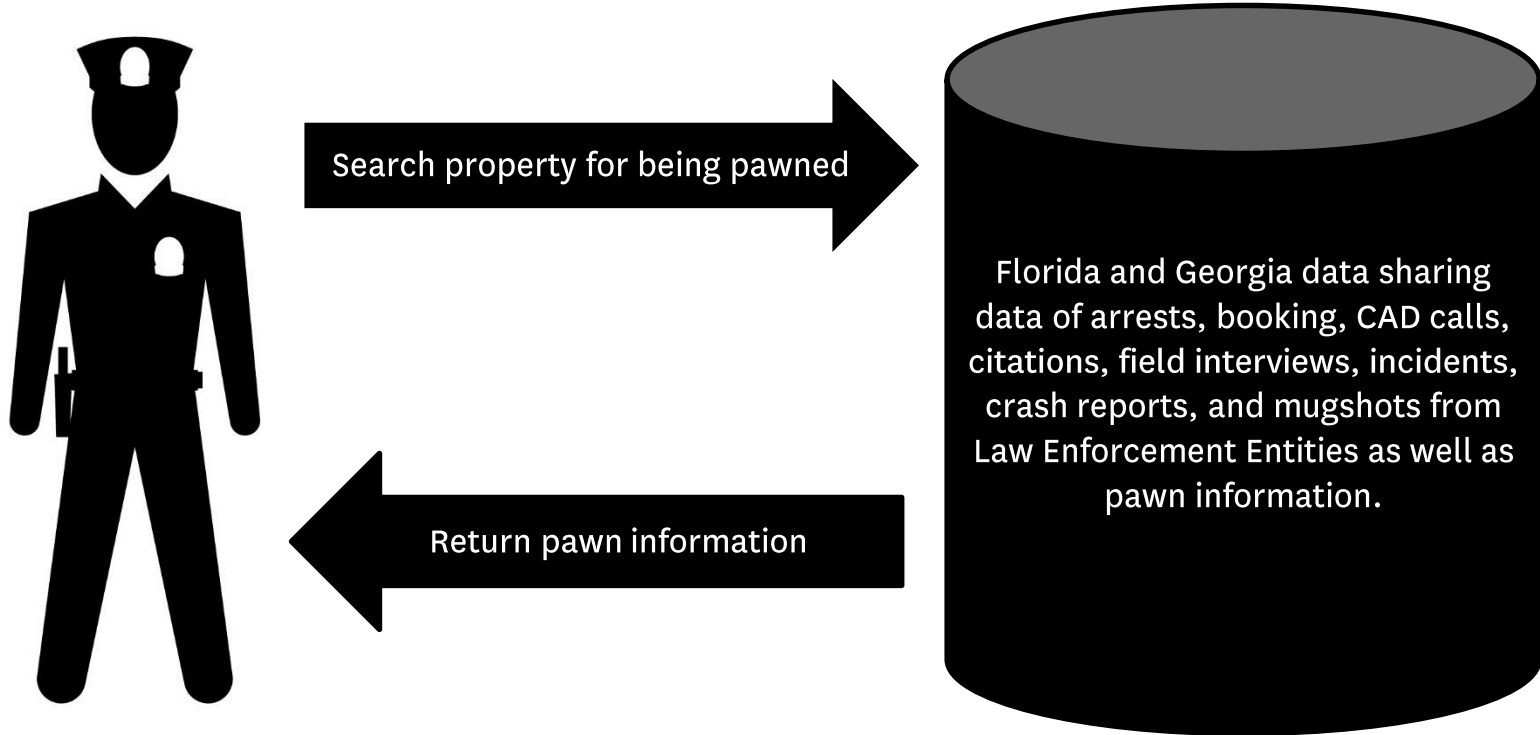 Search property for being pawned
Florida and Georgia data sharing
data of arrests, booking, CAD calls,
citations, field interviews, incidents,
crash reports, and mugshots from
Law Enforcement Entities as well as
pawn information.
Return pawn information